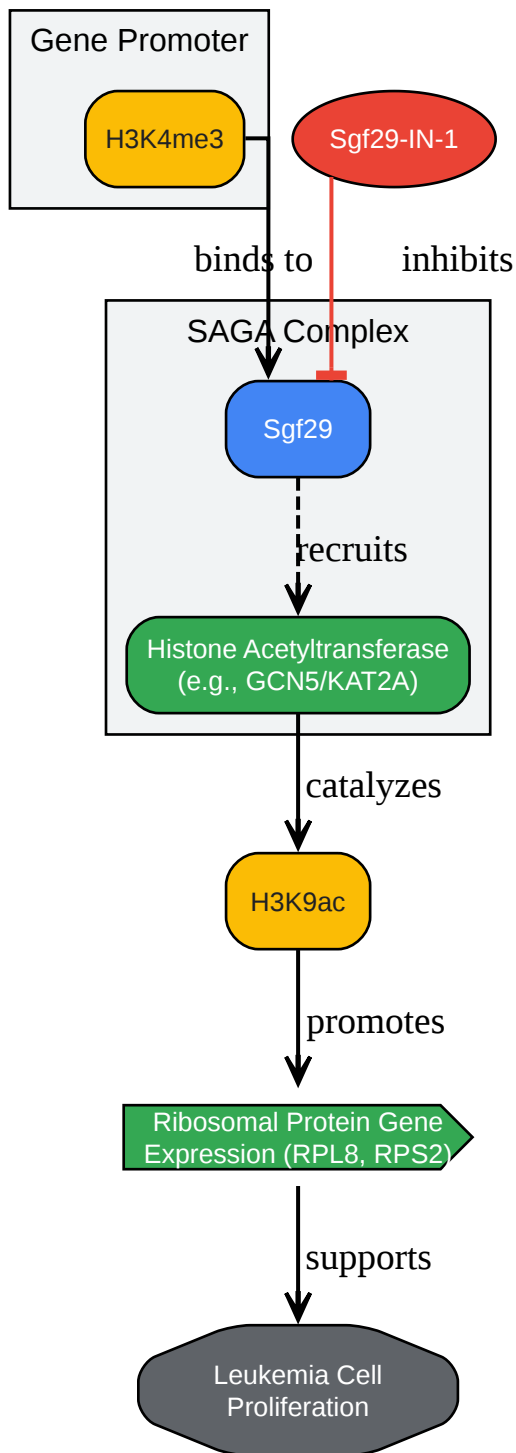 Gene Promoter
H3K4me3
Sgf29-IN-1
binds to
inhibits
SAGA Complex
Sgf29
recruits
Histone Acetyltransferase
(e.g., GCN5/KAT2A)
catalyzes
H3K9ac
promotes
Ribosomal Protein Gene
Expression (RPL8, RPS2)
supports
Leukemia Cell
Proliferation